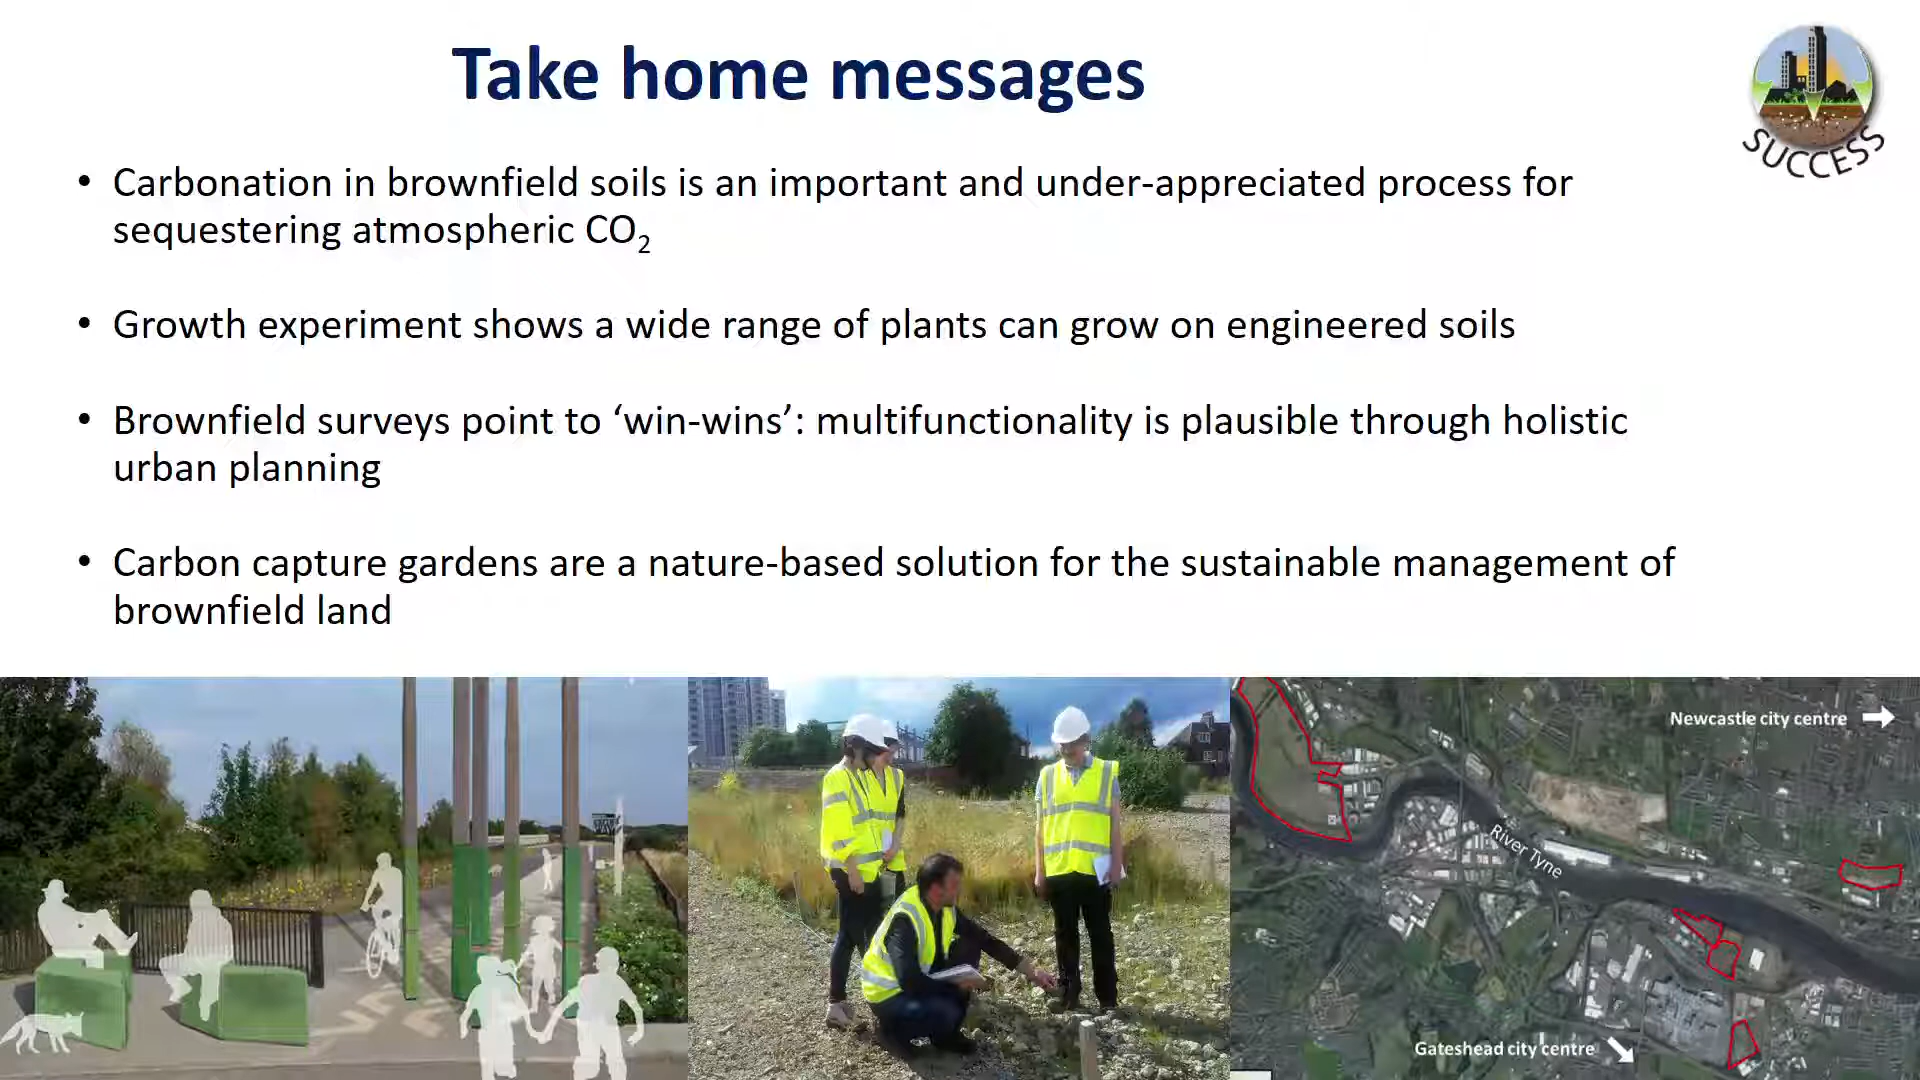 Take home messages
SUCCESS
• Carbonation in brownfield soils is an important and under-appreciated process for
sequestering atmospheric CO₂
• Growth experiment shows a wide range of plants can grow on engineered soils
• Brownfield surveys point to ‘win-wins’: multifunctionality is plausible through holistic
urban planning
• Carbon capture gardens are a nature-based solution for the sustainable management of
brownfield land
Newcastle city centre
River Tyne
Gateshead city centre